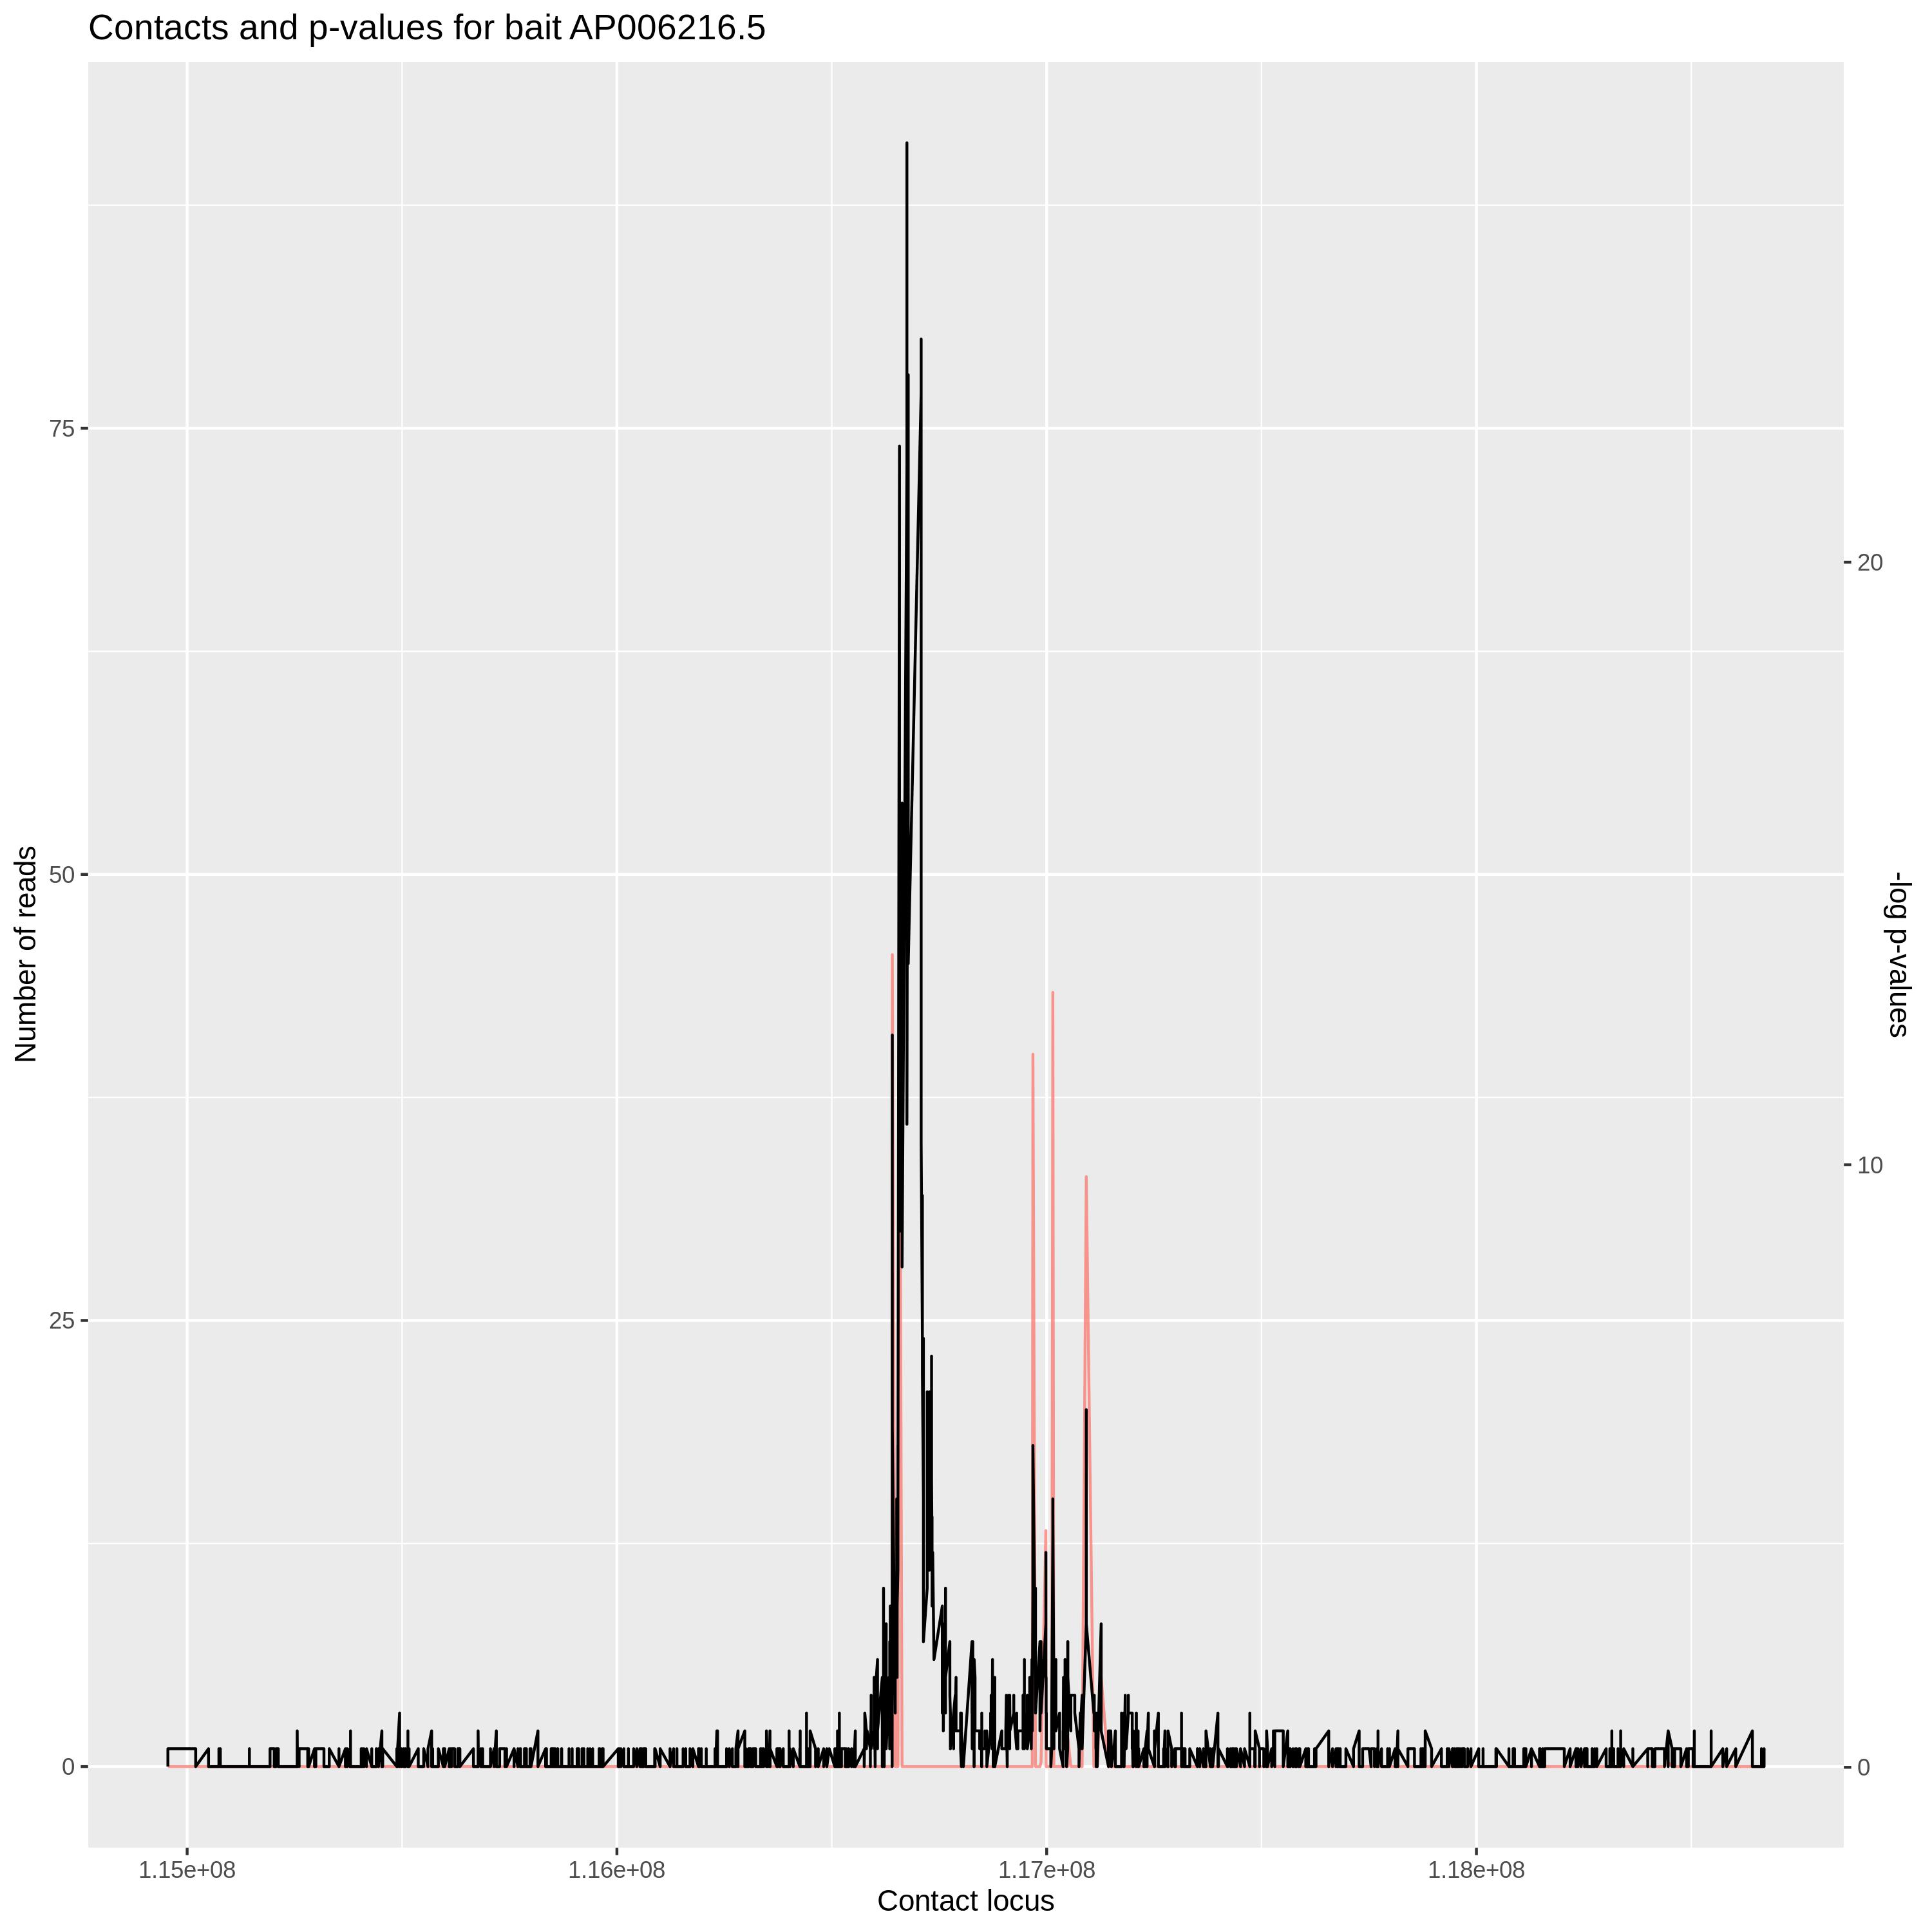 Contacts and p-values for bait AP006216.5
Number of reads
75
50
25
0
20
10
0
-log p-values
1.15e+08
1.16e+08
1.17e+08
1.18e+08
Contact locus